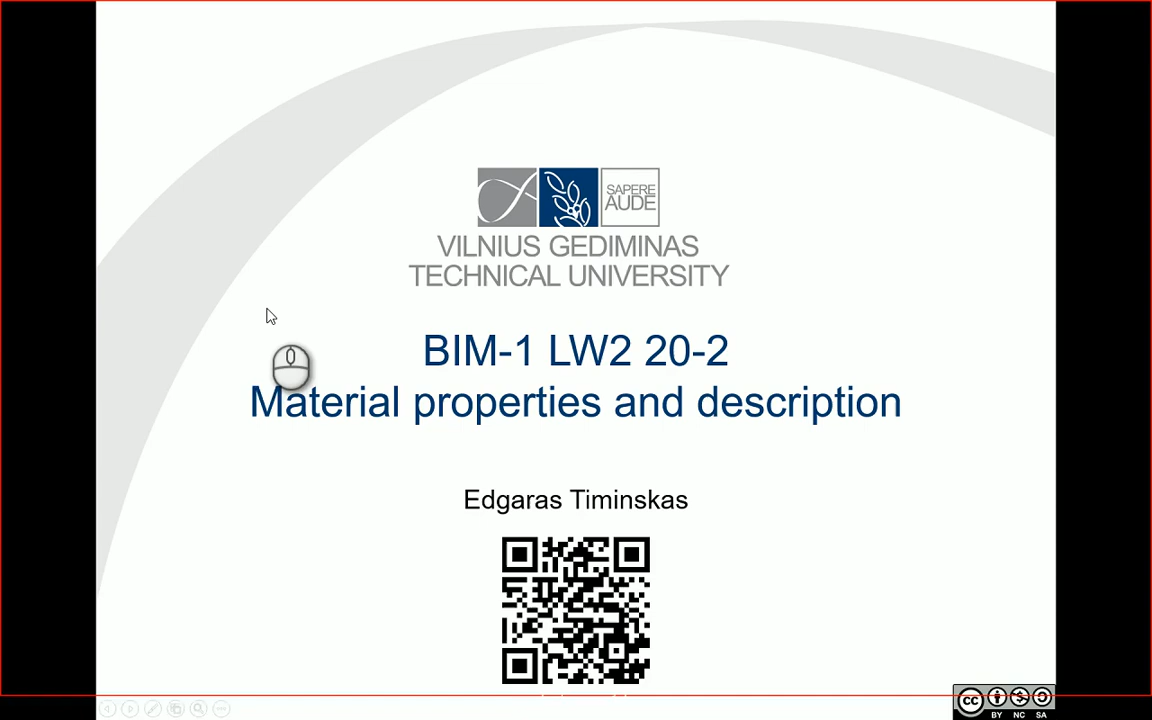 SAPERE
AUDE
VILNIUS GEDIMINAS
TECHNICAL UNIVERSITY
BIM-1 LW2 20-2
Material properties and description
Edgaras Timinskas
cc
BY NC SA